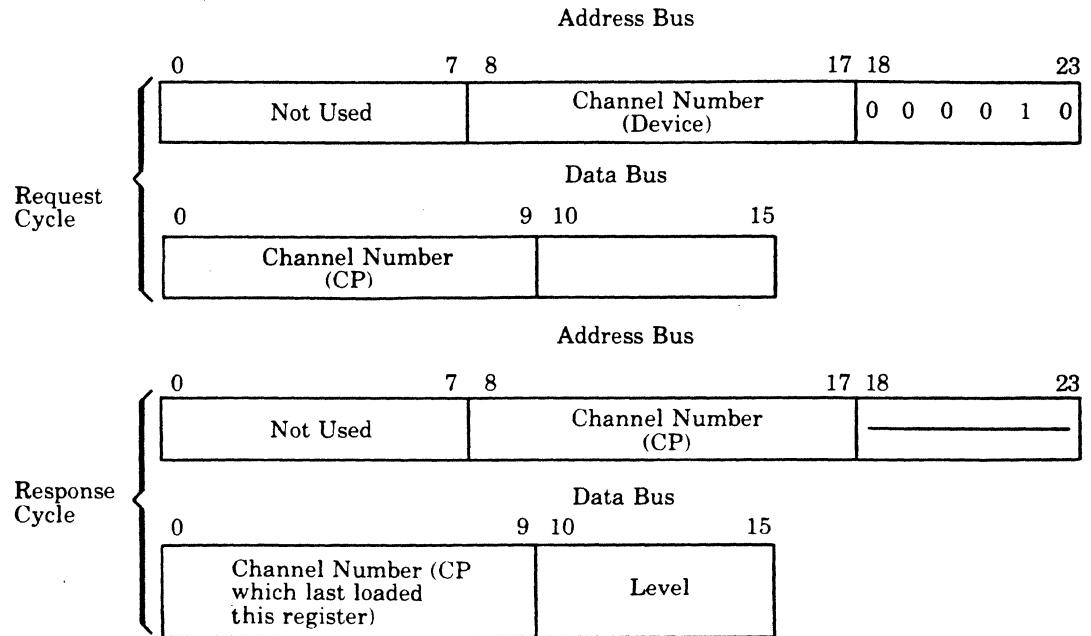 Address Bus
0 7 8 17 18 23
Not Used
Channel Number
(Device)
0 0 0 0 1 0
Data Bus
Request
Cycle
0 9 10 15
Channel Number
(CP)
Address Bus
0 7 8 17 18 23
Not Used
Channel Number
(CP)
Response
Cycle
Data Bus
0 9 10 15
Channel Number (CP
which last loaded
this register)
Level